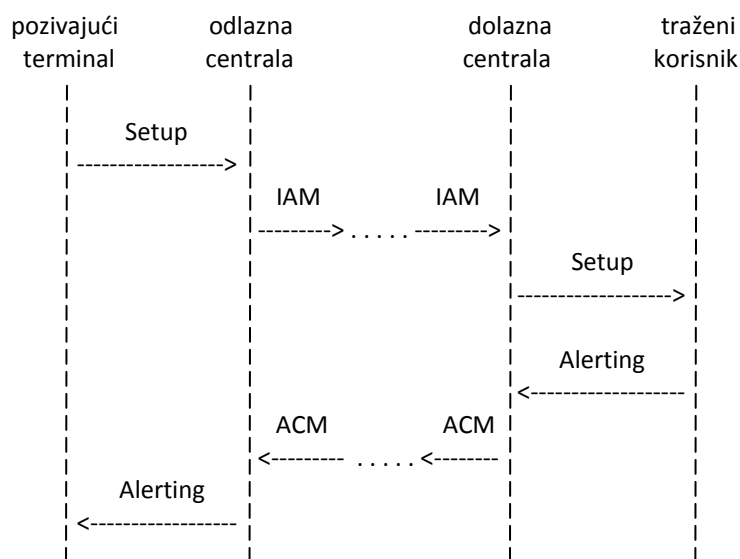 pozivajući odlazna dolazna traženi
terminal centrala centrala korisnik
Setup
IAM IAM
. . . . .
Setup
Alerting
ACM ACM
. . . . .
Alerting